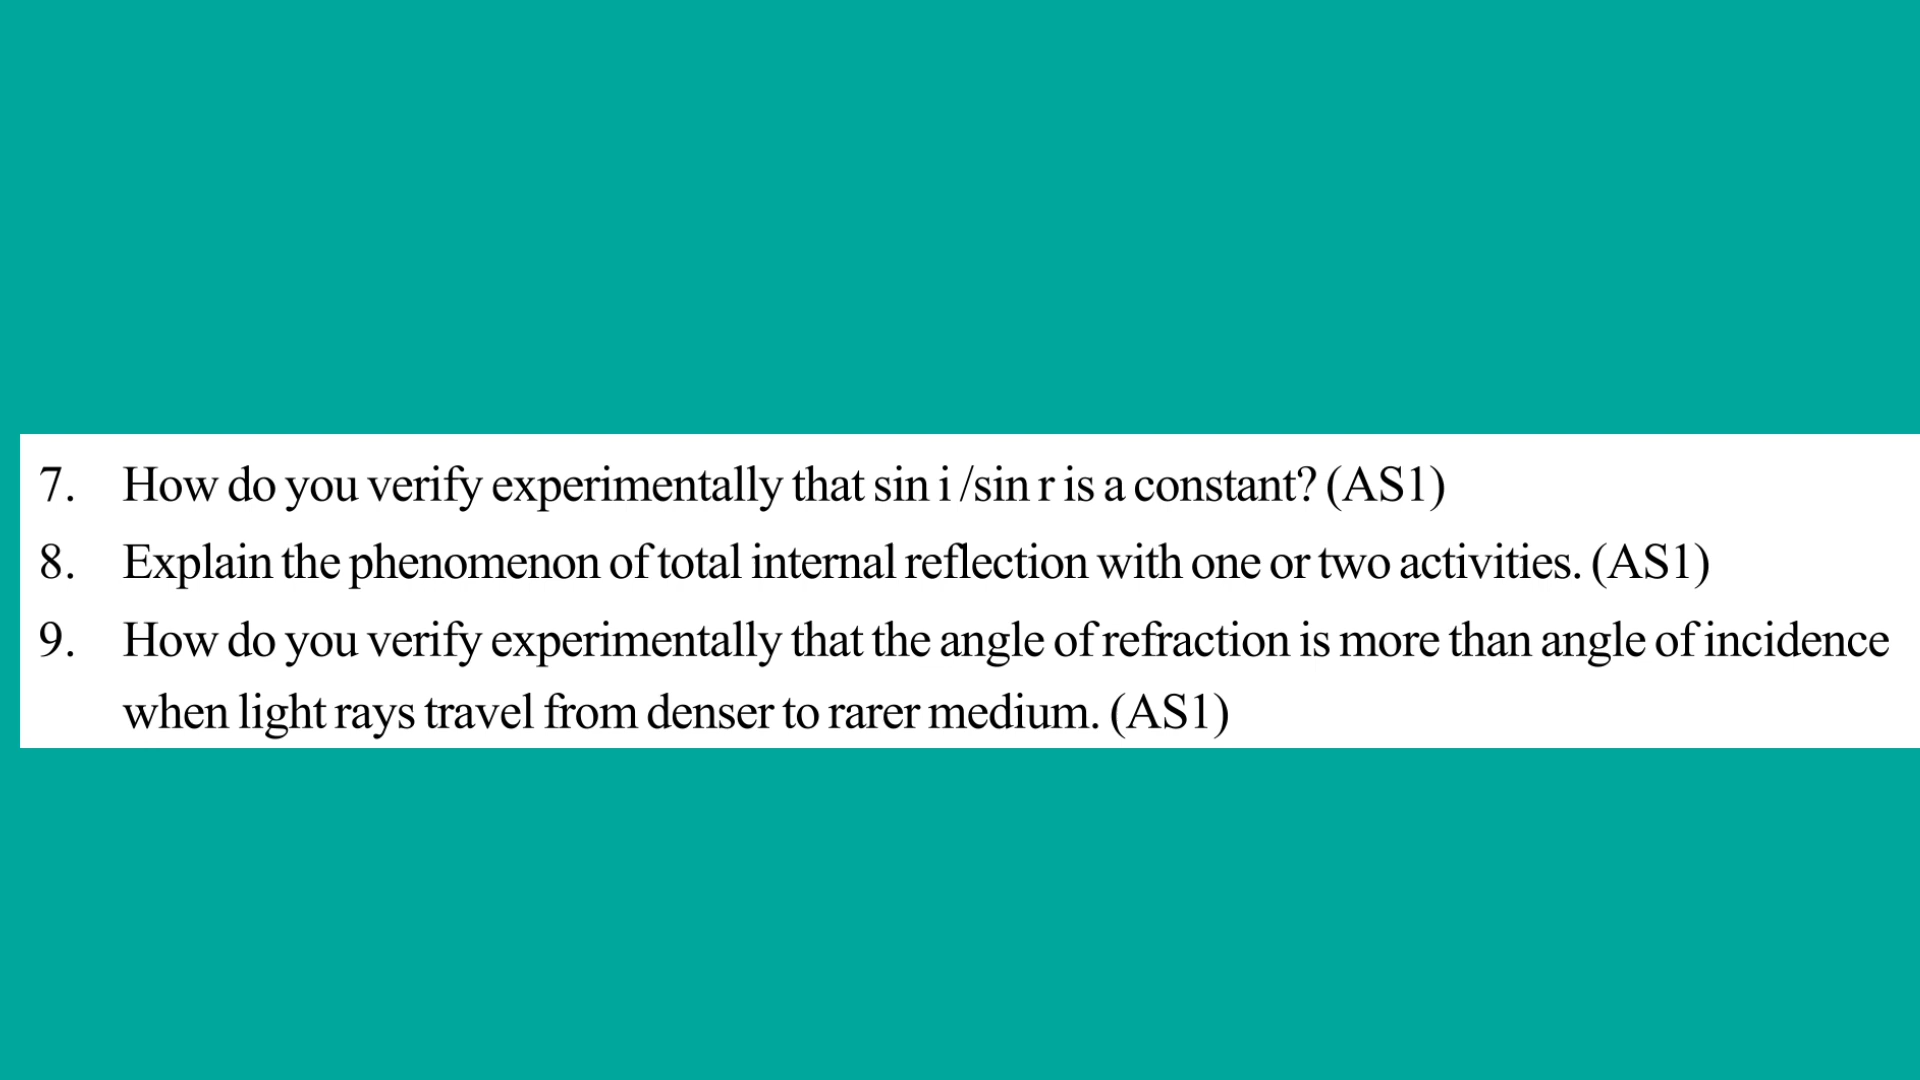 7. How do you verify experimentally that sin i /sin r is a constant? (AS1)
8. Explain the phenomenon of total internal reflection with one or two activities. (AS1)
9. How do you verify experimentally that the angle of refraction is more than angle of incidence
when light rays travel from denser to rarer medium. (AS1)